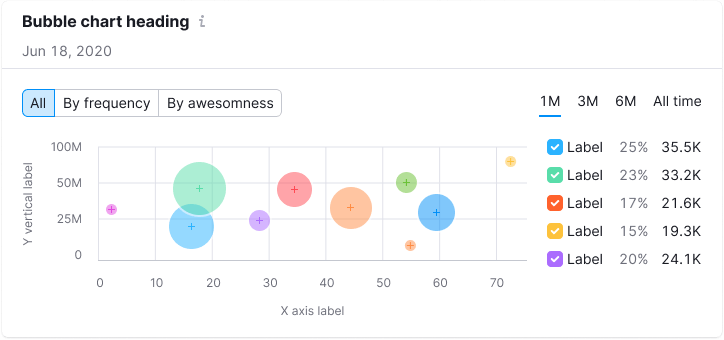 Bubble chart heading i
Jun 18, 2020
All By frequency By awesomness
1M 3M 6M All time
Y vertical label
100M
50M
25M
0
0 10 20 30 40 50 60 70
X axis label
Label 25% 35.5K
Label 23% 33.2K
Label 17% 21.6K
Label 15% 19.3K
Label 20% 24.1K